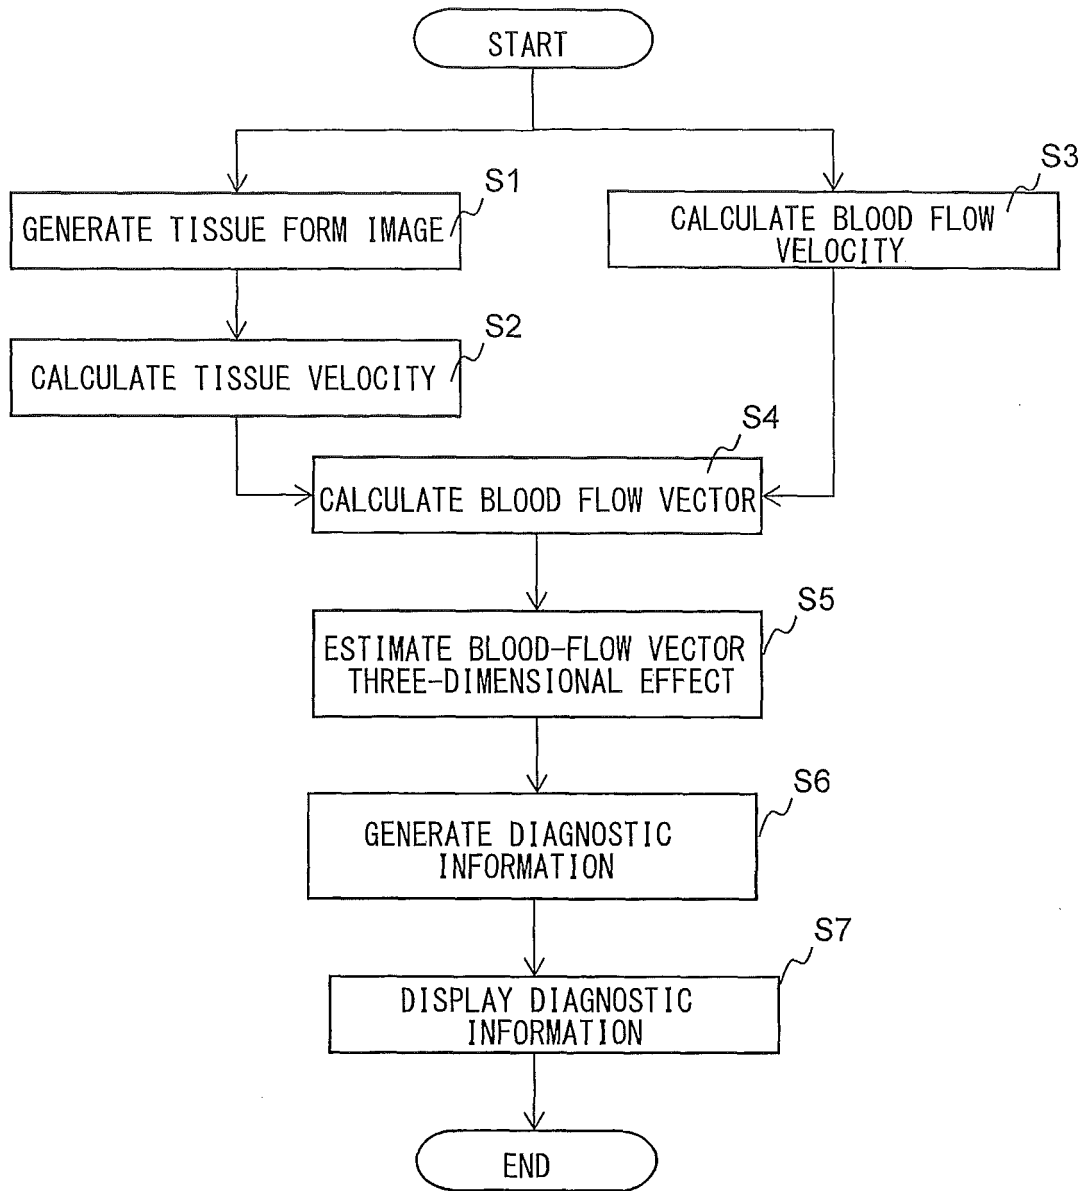 START
S1
GENERATE TISSUE FORM IMAGE
S3
CALCULATE BLOOD FLOW
VELOCITY
S2
CALCULATE TISSUE VELOCITY
S4
CALCULATE BLOOD FLOW VECTOR
S5
ESTIMATE BLOOD-FLOW VECTOR
THREE-DIMENSIONAL EFFECT
S6
GENERATE DIAGNOSTIC
INFORMATION
S7
DISPLAY DIAGNOSTIC
INFORMATION
END